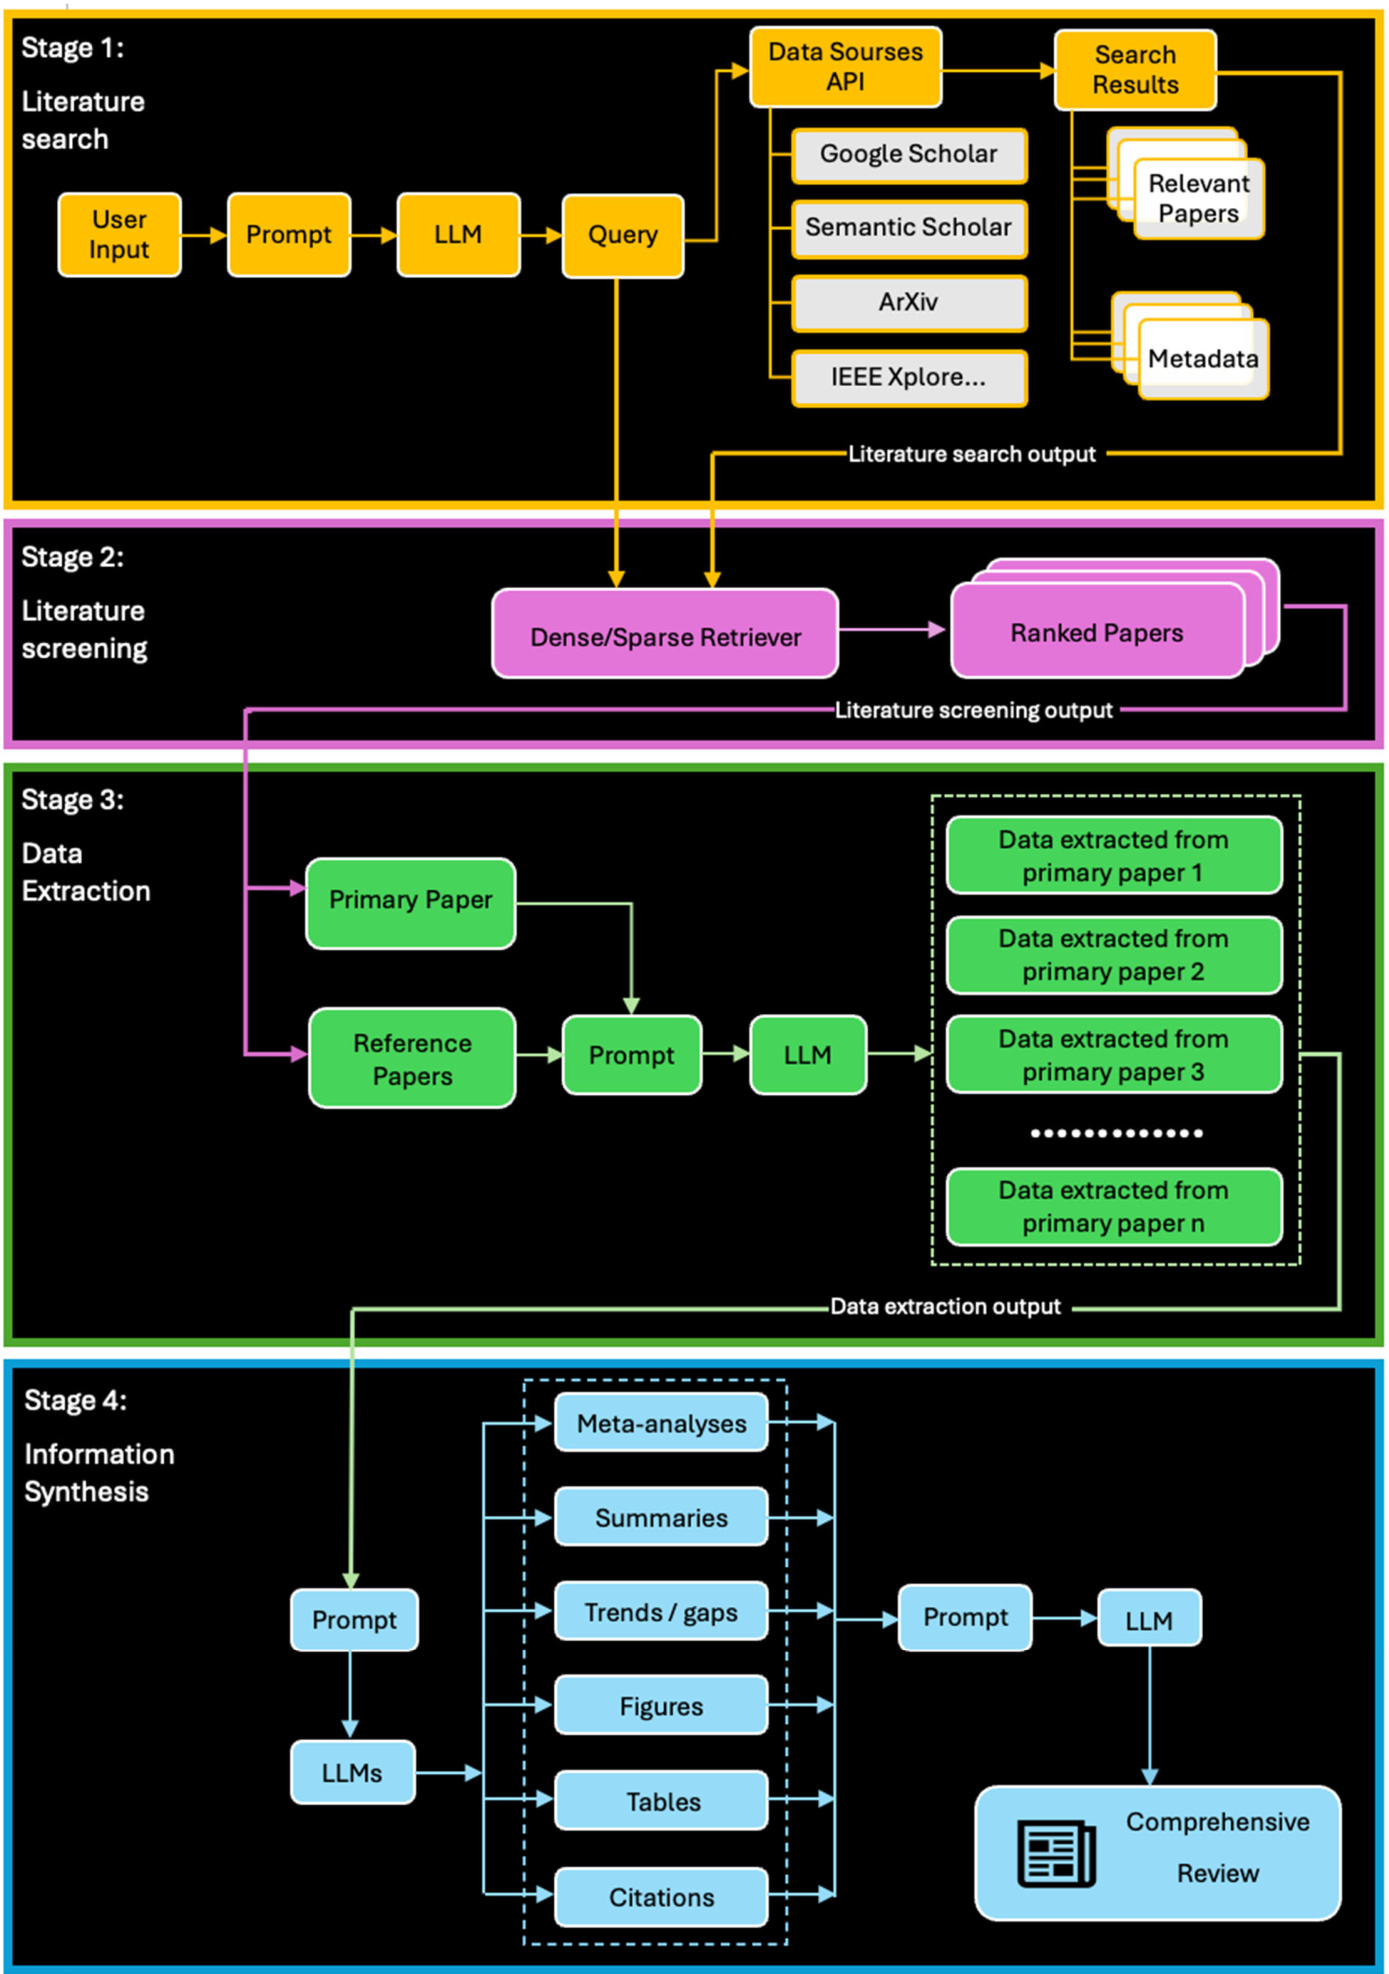 Stage 1:
Literature
search
User
Input
Prompt
LLM
Query
Data Sourses
API
Google Scholar
Semantic Scholar
ArXiv
IEEE Xplore...
Search
Results
Relevant
Papers
Metadata
Literature search output
Stage 2:
Literature
screening
Dense/Sparse Retriever
Ranked Papers
Literature screening output
Stage 3:
Data
Extraction
Primary Paper
Reference
Papers
Prompt
LLM
Data extracted from
primary paper 1
Data extracted from
primary paper 2
Data extracted from
primary paper 3
.............
Data extracted from
primary paper n
Data extraction output
Stage 4:
Information
Synthesis
Prompt
LLMs
Meta-analyses
Summaries
Trends / gaps
Figures
Tables
Citations
Prompt
LLM
Comprehensive
Review